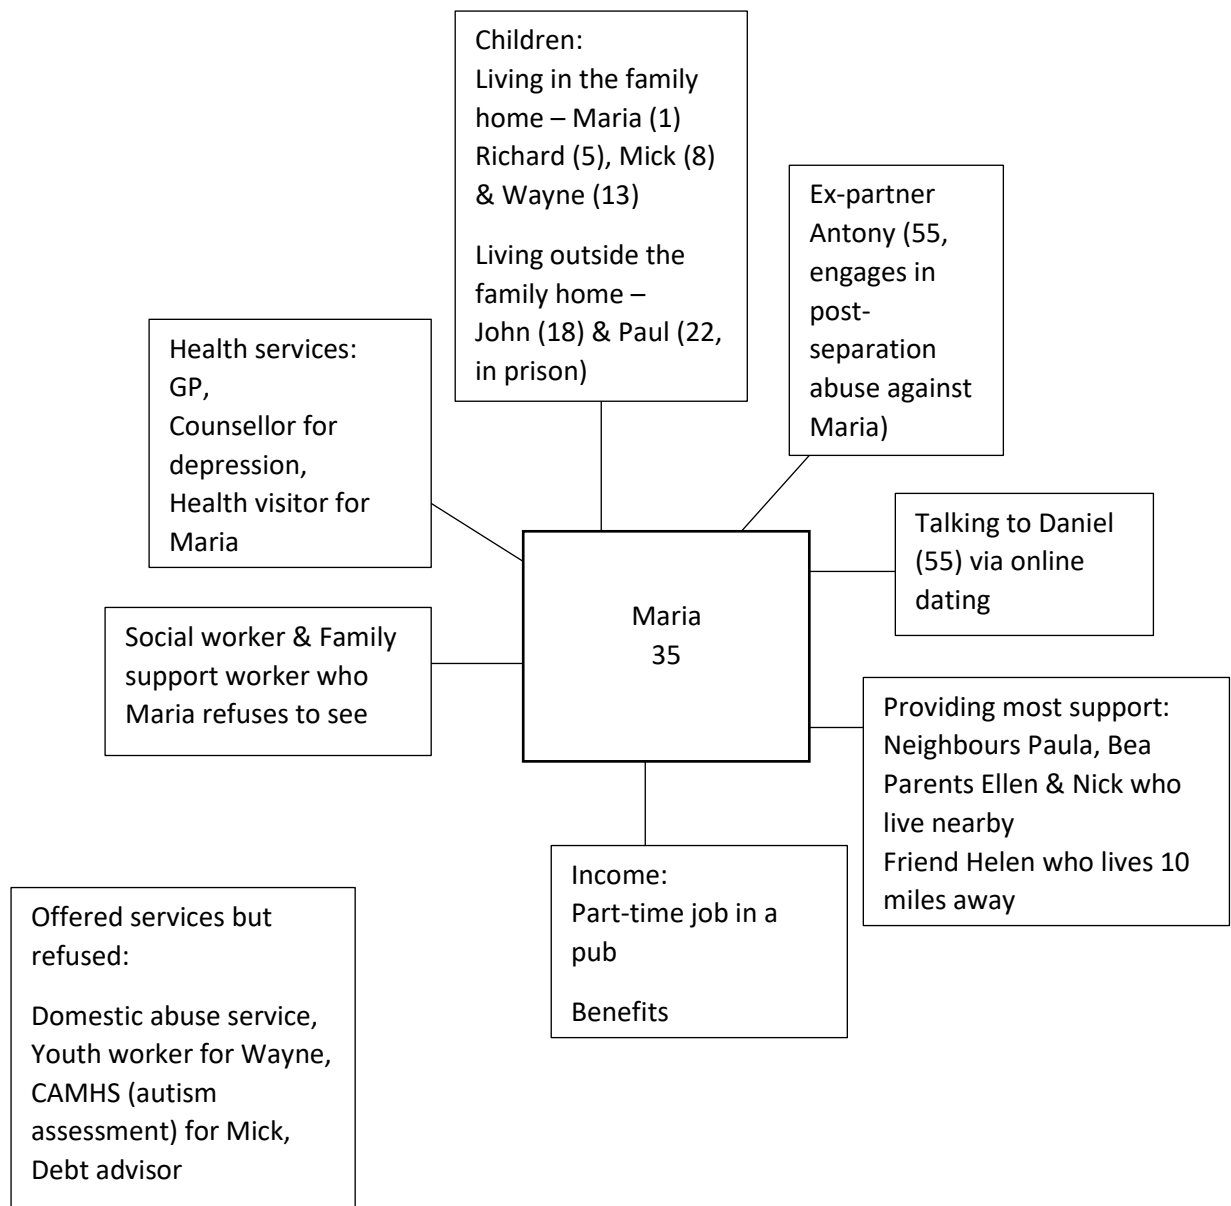 Children:
Living in the family
home – Maria (1)
Richard (5), Mick (8)
& Wayne (13)
Living outside the
family home –
John (18) & Paul (22,
in prison)
Ex-partner
Antony (55,
engages in
post-
separation
abuse against
Maria)
Health services:
GP,
Counsellor for
depression,
Health visitor for
Maria
Talking to Daniel
(55) via online
dating
Maria
35
Social worker & Family
support worker who
Maria refuses to see
Providing most support:
Neighbours Paula, Bea
Parents Ellen & Nick who
live nearby
Friend Helen who lives 10
miles away
Income:
Part-time job in a
pub
Benefits
Offered services but
refused:
Domestic abuse service,
Youth worker for Wayne,
CAMHS (autism
assessment) for Mick,
Debt advisor